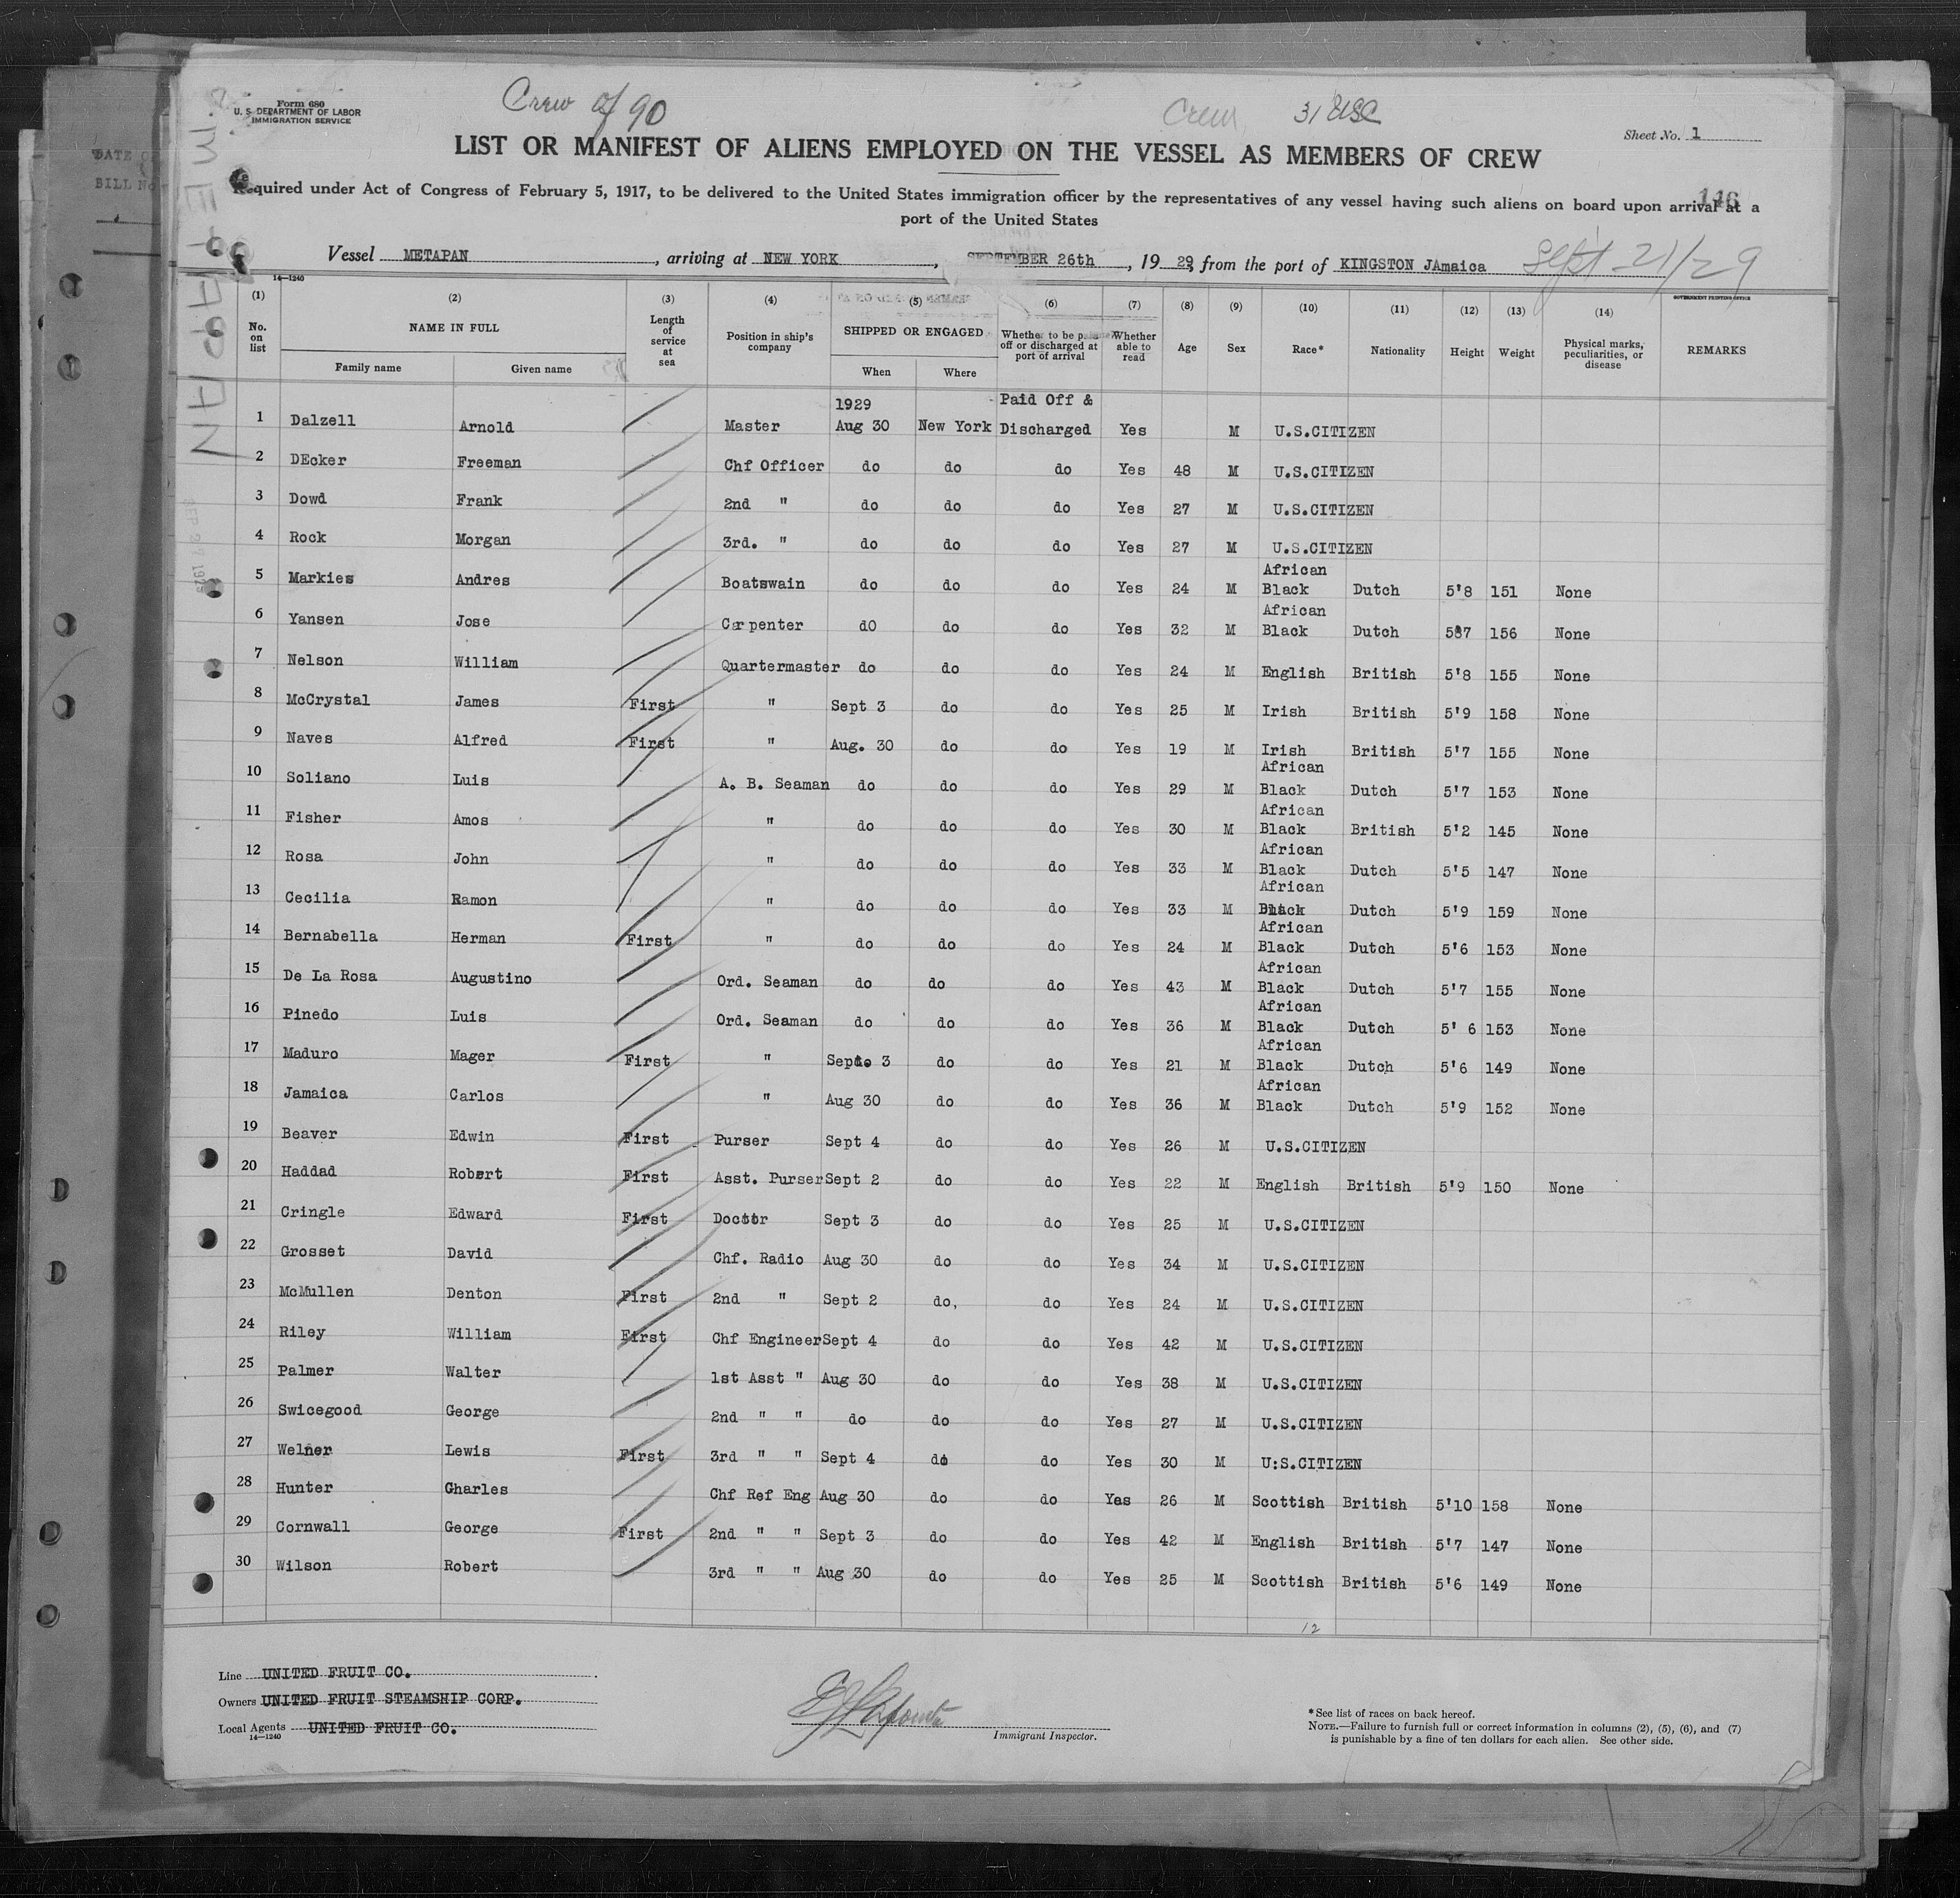 Crew of 90
Crew 31 USC
Form 680
U. S. DEPARTMENT OF LABOR
IMMIGRATION SERVICE
Sheet No. 1
LIST OR MANIFEST OF ALIENS EMPLOYED ON THE VESSEL AS MEMBERS OF CREW
Required under Act of Congress of February 5, 1917, to be delivered to the United States immigration officer by the representatives of any vessel having such aliens on board upon arrival at a
port of the United States
146
Vessel METAPAN, arriving at NEW YORK, SEPTEMBER 26th, 1929, from the port of KINGSTON JAmaica Sept 21/29
14—1240
GOVERNMENT PRINTING OFFICE
METAPAN
(1) (2) (3) (4) (5) (6) (7) (8) (9) (10) (11) (12) (13) (14)
No. on list NAME IN FULL Family name Given name Length of service at sea Position in ship's company SHIPPED OR ENGAGED When Where Whether to be paid off or discharged at port of arrival Whether able to read Age Sex Race* Nationality Height Weight Physical marks, peculiarities, or disease REMARKS
1 Dalzell Arnold Master 1929 Aug 30 New York Paid Off & Discharged Yes M U.S.CITIZEN
2 DEcker Freeman Chf Officer do do do Yes 48 M U.S.CITIZEN
3 Dowd Frank 2nd " do do do Yes 27 M U.S.CITIZEN
4 Rock Morgan 3rd. " do do do Yes 27 M U.S.CITIZEN
5 Markies Andres Boatswain do do do Yes 24 M African Black Dutch 5'8 151 None
6 Yansen Jose Carpenter dO do do Yes 32 M African Black Dutch 587 156 None
7 Nelson William Quartermaster do do do Yes 24 M English British 5'8 155 None
8 McCrystal James First " Sept 3 do do Yes 25 M Irish British 5'9 158 None
9 Naves Alfred First " Aug. 30 do do Yes 19 M Irish British 5'7 155 None
10 Soliano Luis A. B. Seaman do do do Yes 29 M African Black Dutch 5'7 153 None
11 Fisher Amos " do do do Yes 30 M African Black British 5'2 145 None
12 Rosa John " do do do Yes 33 M African Black Dutch 5'5 147 None
13 Cecilia Ramon " do do do Yes 33 M African Black Dutch 5'9 159 None
14 Bernabella Herman First " do do do Yes 24 M African Black Dutch 5'6 153 None
15 De La Rosa Augustino Ord. Seaman do do do Yes 43 M African Black Dutch 5'7 155 None
16 Pinedo Luis Ord. Seaman do do do Yes 36 M African Black Dutch 5' 6 153 None
17 Maduro Mager First " Sept 3 do do Yes 21 M African Black Dutch 5'6 149 None
18 Jamaica Carlos " Aug 30 do do Yes 36 M African Black Dutch 5'9 152 None
19 Beaver Edwin First Purser Sept 4 do do Yes 26 M U.S.CITIZEN
20 Haddad Robert First Asst. Purser Sept 2 do do Yes 22 M English British 5'9 150 None
21 Cringle Edward First Doctor Sept 3 do do Yes 25 M U.S.CITIZEN
22 Grosset David Chf. Radio Aug 30 do do Yes 34 M U.S.CITIZEN
23 McMullen Denton First 2nd " Sept 2 do, do Yes 24 M U.S.CITIZEN
24 Riley William First Chf Engineer Sept 4 do do Yes 42 M U.S.CITIZEN
25 Palmer Walter 1st Asst " Aug 30 do do Yes 38 M U.S.CITIZEN
26 Swicegood George 2nd " " do do do Yes 27 M U.S.CITIZEN
27 Welner Lewis First 3rd " " Sept 4 do do Yes 30 M U:S.CITIZEN
28 Hunter Charles Chf Ref Eng Aug 30 do do Yes 26 M Scottish British 5'10 158 None
29 Cornwall George First 2nd " " Sept 3 do do Yes 42 M English British 5'7 147 None
30 Wilson Robert 3rd " " Aug 30 do do Yes 25 M Scottish British 5'6 149 None
12
Line UNITED FRUIT CO.
Owners UNITED FRUIT STEAMSHIP CORP.
Local Agents UNITED FRUIT CO.
14—1240
Immigrant Inspector.
*See list of races on back hereof.
NOTE.—Failure to furnish full or correct information in columns (2), (5), (6), and (7)
is punishable by a fine of ten dollars for each alien. See other side.